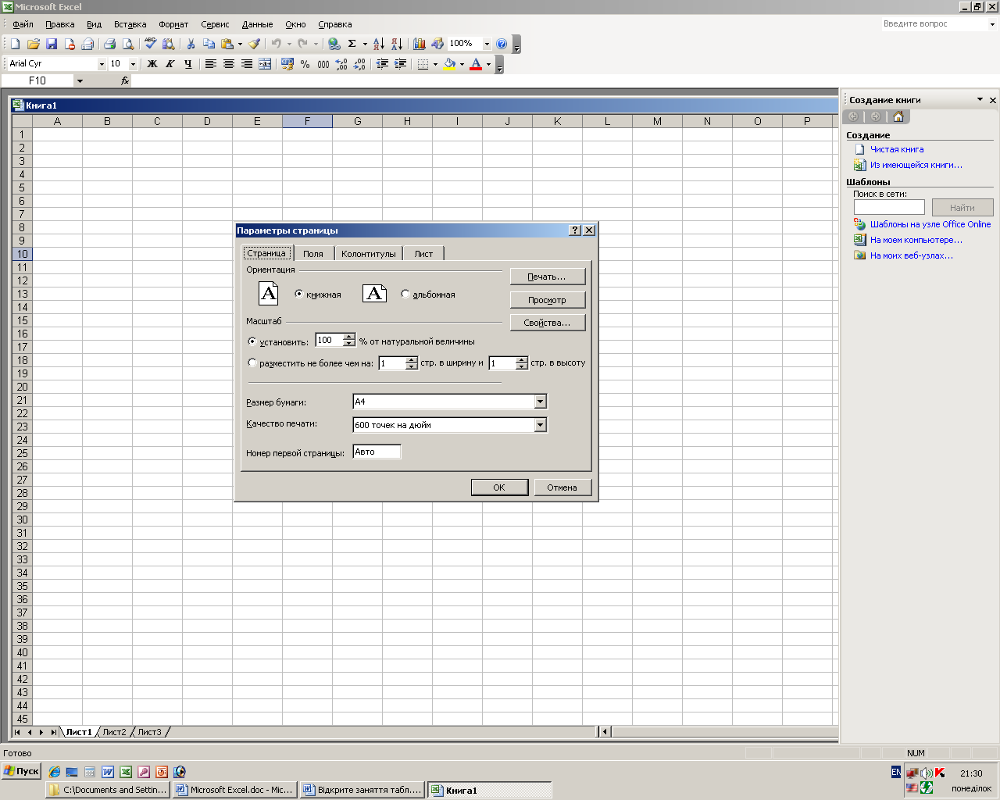 Microsoft Excel
Файл Правка Вид Вставка Формат Сервис Данные Окно Справка
Введите вопрос
100%
Arial Cyr 10 Ж К Ч % 000
F10 fx
Книга1
A B C D E F G H I J K L M N O P
1
2
3
4
5
6
7
8
9
10
11
12
13
14
15
16
17
18
19
20
21
22
23
24
25
26
27
28
29
30
31
32
33
34
35
36
37
38
39
40
41
42
43
44
45
Параметры страницы
Страница Поля Колонтитулы Лист
Ориентация
A книжная A альбомная
Масштаб
установить: 100 % от натуральной величины
разместить не более чем на: 1 стр. в ширину и 1 стр. в высоту
Размер бумаги: A4
Качество печати: 600 точек на дюйм
Номер первой страницы: Авто
Печать...
Просмотр
Свойства...
ОК Отмена
Создание книги
Создание
Чистая книга
Из имеющейся книги...
Шаблоны
Поиск в сети:
Найти
Шаблоны на узле Office Online
На моем компьютере...
На моих веб-узлах...
Лист1 Лист2 Лист3
Готово NUM
Пуск
C:\Documents and Settin... Microsoft Excel.doc - Mic... Відкрите заняття табл.... Книга1
EN 21:30
понеділок